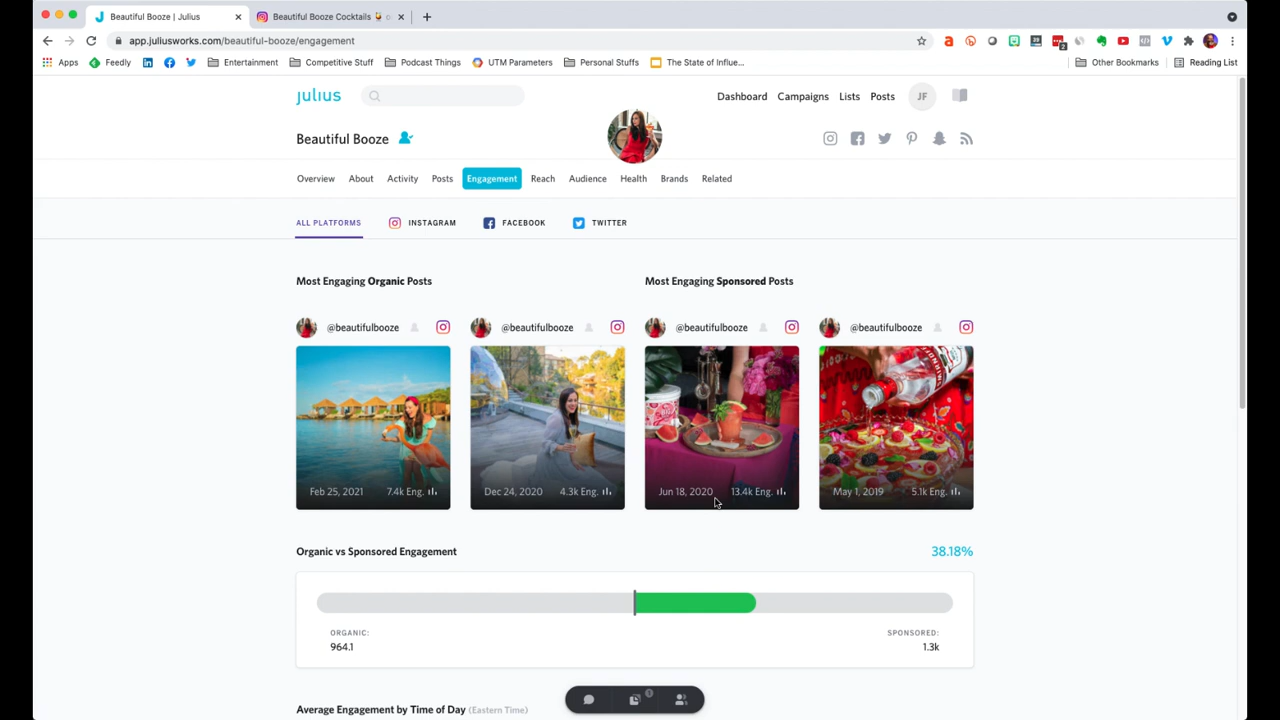 Beautiful Booze | Julius
Beautiful Booze Cocktails
app.juliusworks.com/beautiful-booze/engagement
Apps
Feedly
Entertainment
Competitive Stuff
Podcast Things
UTM Parameters
Personal Stuffs
The State of Influe...
Other Bookmarks
Reading List
julius
Dashboard
Campaigns
Lists
Posts
JF
Beautiful Booze
Overview
About
Activity
Posts
Engagement
Reach
Audience
Health
Brands
Related
ALL PLATFORMS
INSTAGRAM
FACEBOOK
TWITTER
Most Engaging Organic Posts
Most Engaging Sponsored Posts
@beautifulbooze
@beautifulbooze
@beautifulbooze
@beautifulbooze
Feb 25, 2021 7.4k Eng.
Dec 24, 2020 4.3k Eng.
Jun 18, 2020 13.4k Eng.
May 1, 2019 5.1k Eng.
Organic vs Sponsored Engagement
38.18%
ORGANIC:
964.1
SPONSORED:
1.3k
Average Engagement by Time of Day (Eastern Time)